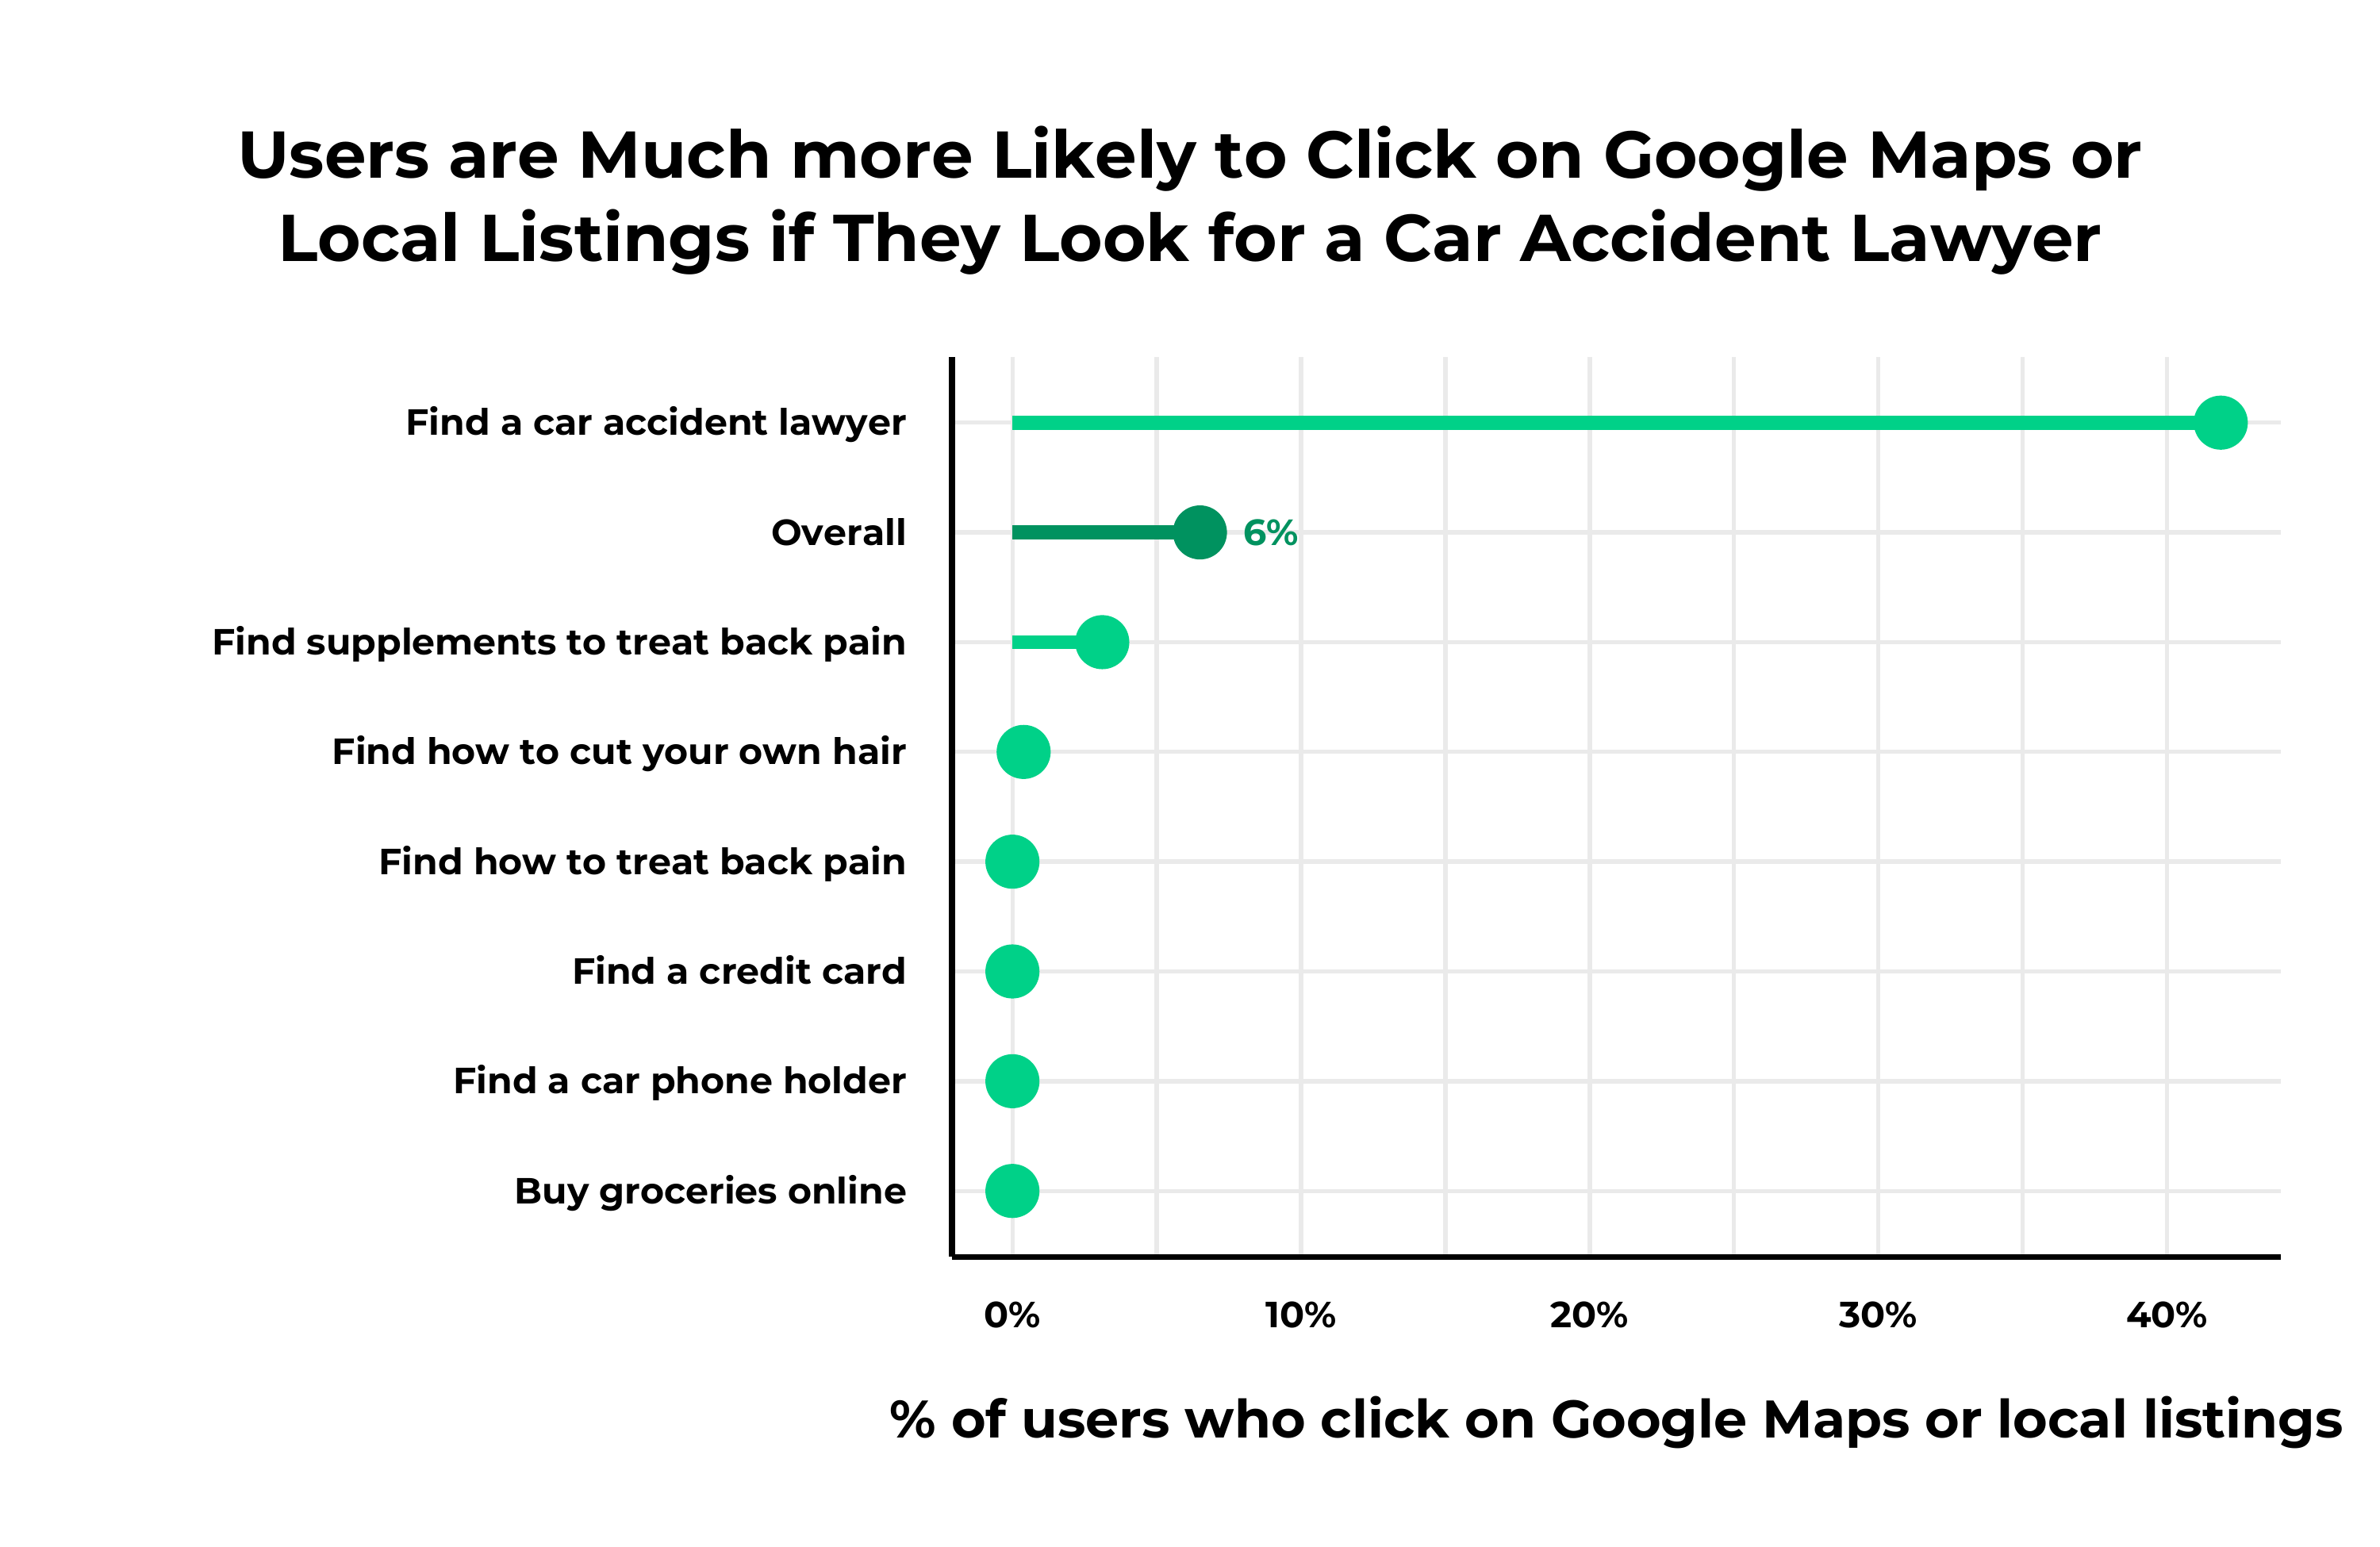 Users are Much more Likely to Click on Google Maps or
Local Listings if They Look for a Car Accident Lawyer
Find a car accident lawyer
Overall
6%
Find supplements to treat back pain
Find how to cut your own hair
Find how to treat back pain
Find a credit card
Find a car phone holder
Buy groceries online
0%
10%
20%
30%
40%
% of users who click on Google Maps or local listings